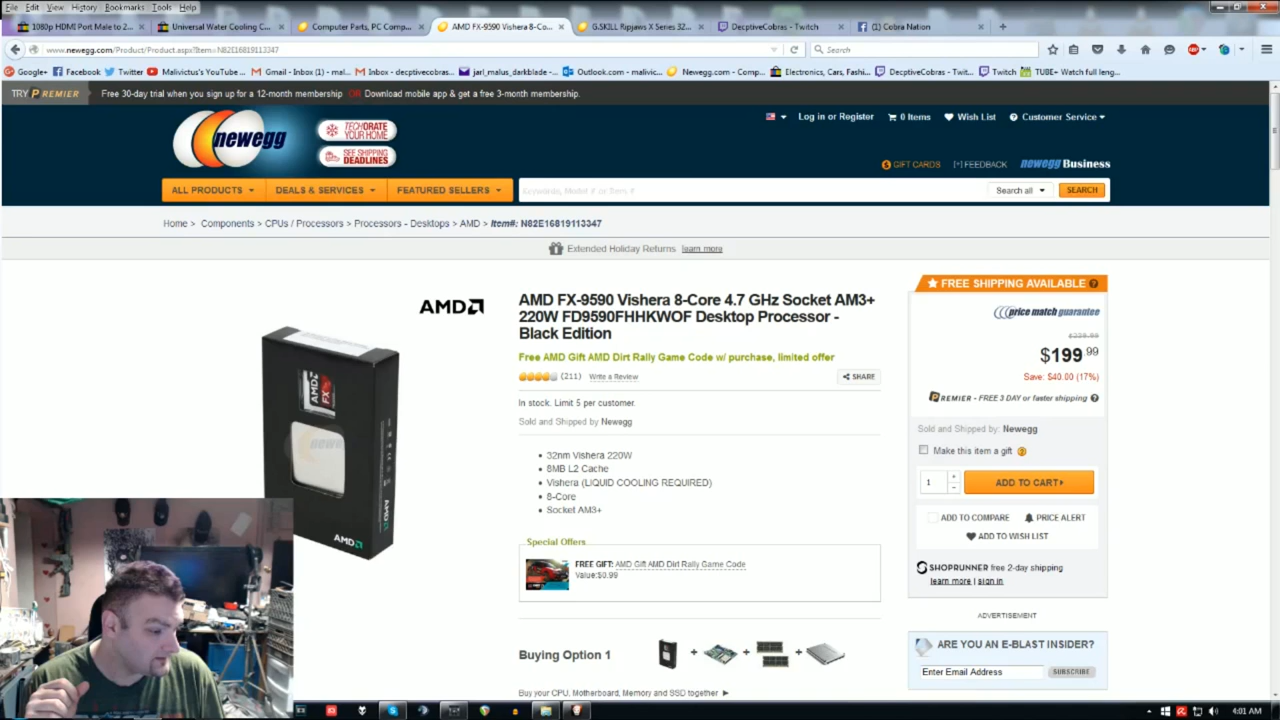 File Edit View History Bookmarks Tools Help
1080p HDMI Port Male to 2...
Universal Water Cooling C...
Computer Parts, PC Comp...
AMD FX-9590 Vishera 8-Co...
G.SKILL Ripjaws X Series 32...
DecptiveCobras - Twitch
(1) Cobra Nation
www.newegg.com/Product/Product.aspx?Item=N82E16819113347
Search
Google+ Facebook Twitter Malivictus's YouTube... Gmail - Inbox (1) - mal... Inbox - decptivecobras... jarl_malus_darkblade -... Outlook.com - malivic... Newegg.com - Comp... Electronics, Cars, Fashi... DecptiveCobras - Twit... Twitch TUBE+ Watch full leng...
TRY PREMIER Free 30-day trial when you sign up for a 12-month membership OR Download mobile app & get a free 3-month membership.
newegg
TECHORATE YOUR HOME
SEE SHIPPING DEADLINES
Log in or Register 0 Items Wish List Customer Service
GIFT CARDS [+] FEEDBACK newegg Business
ALL PRODUCTS DEALS & SERVICES FEATURED SELLERS Keywords, Model # or Item # Search all SEARCH
Home > Components > CPUs / Processors > Processors - Desktops > AMD > Item#: N82E16819113347
Extended Holiday Returns learn more
AMD
AMD FX
AMD
AMD
AMD FX-9590 Vishera 8-Core 4.7 GHz Socket AM3+
220W FD9590FHHKWOF Desktop Processor -
Black Edition
Free AMD Gift AMD Dirt Rally Game Code w/ purchase, limited offer
(211) Write a Review SHARE
In stock. Limit 5 per customer.
Sold and Shipped by Newegg
32nm Vishera 220W
8MB L2 Cache
Vishera (LIQUID COOLING REQUIRED)
8-Core
Socket AM3+
Special Offers
FREE GIFT: AMD Gift AMD Dirt Rally Game Code
Value:$0.99
Buying Option 1
+ + +
Buy your CPU, Motherboard, Memory and SSD together
FREE SHIPPING AVAILABLE ?
price match guarantee
$239.99
$199.99
Save: $40.00 (17%)
PREMIER - FREE 3 DAY or faster shipping ?
Sold and Shipped by: Newegg
Make this item a gift ?
1 ADD TO CART
ADD TO COMPARE PRICE ALERT
ADD TO WISH LIST
SHOPRUNNER free 2-day shipping
learn more | sign in
ADVERTISEMENT
ARE YOU AN E-BLAST INSIDER?
Enter Email Address SUBSCRIBE
4:01 AM